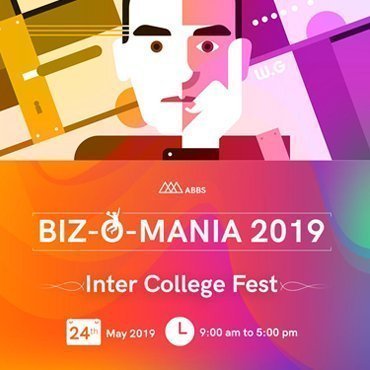 W.G
ABBS
BIZ-O-MANIA 2019
Inter College Fest
24th May 2019 9:00 am to 5:00 pm